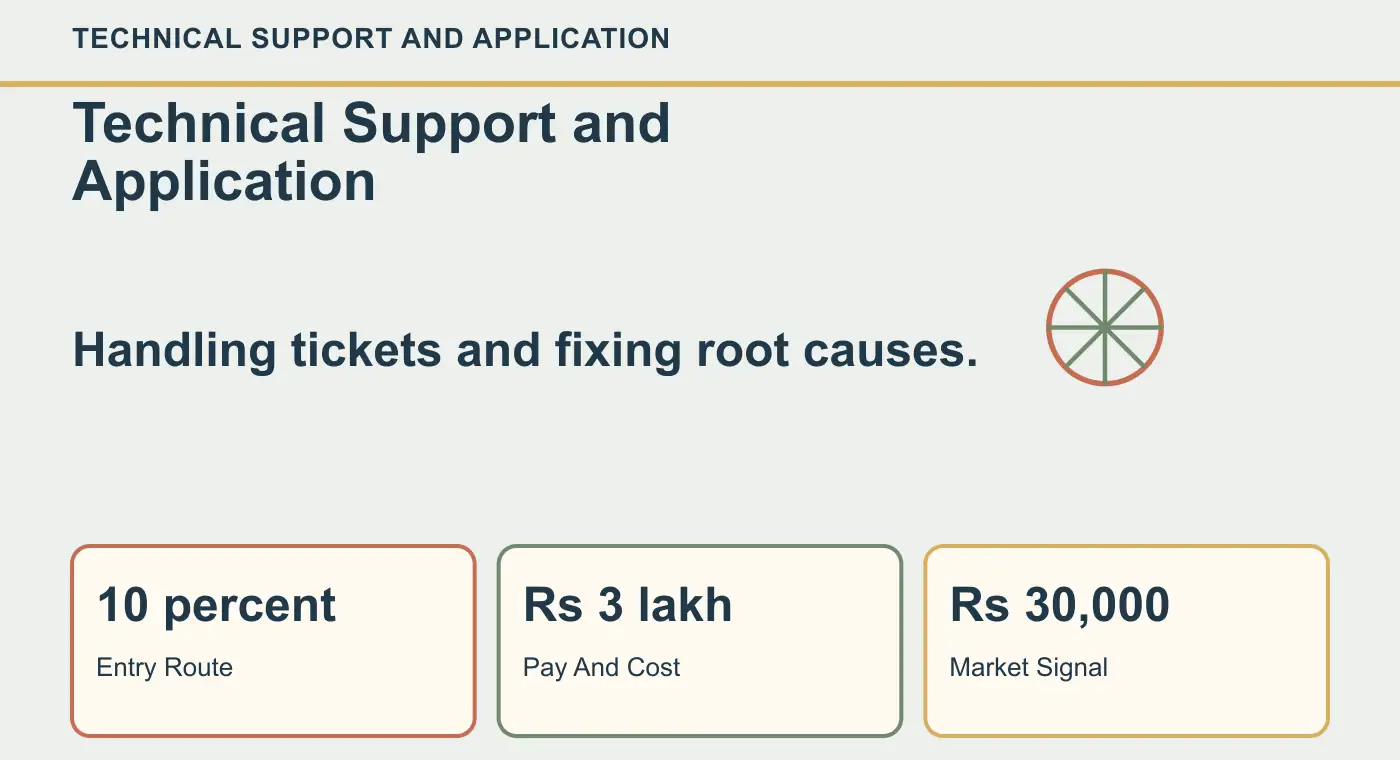 TECHNICAL SUPPORT AND APPLICATION
Technical Support and
Application
Handling tickets and fixing root causes.
10 percent
Entry Route
Rs 3 lakh
Pay And Cost
Rs 30,000
Market Signal